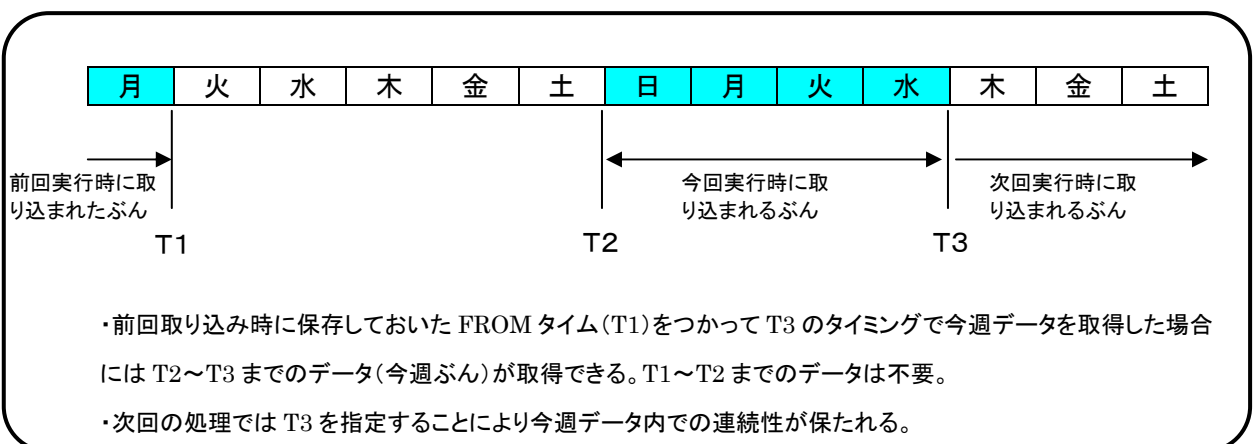 月 火 水 木 金 土 日 月 火 水 木 金 土
前回実行時に取
り込まれたぶん
今回実行時に取
り込まれるぶん
次回実行時に取
り込まれるぶん
T1 T2 T3
・前回取り込み時に保存しておいた FROM タイム(T1)をつかって T3 のタイミングで今週データを取得した場合
には T2～T3 までのデータ(今週ぶん)が取得できる。T1～T2 までのデータは不要。
・次回の処理では T3 を指定することにより今週データ内での連続性が保たれる。